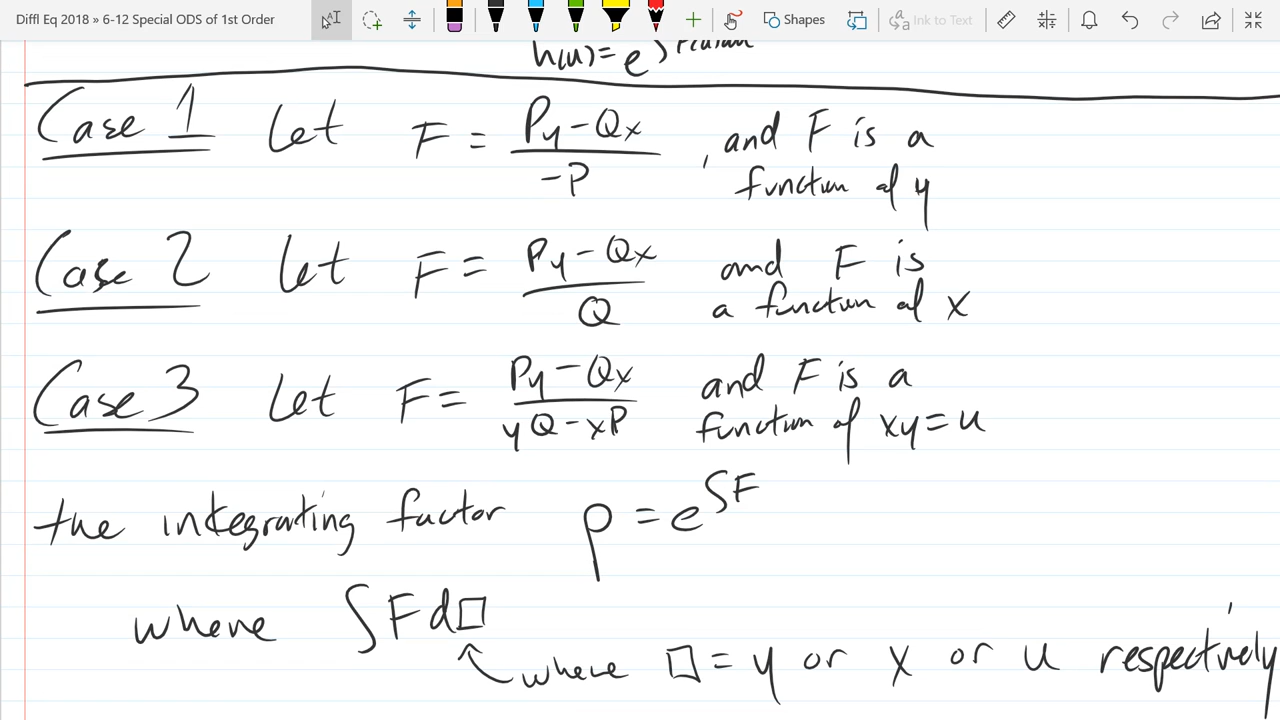 Diffl Eq 2018 » 6-12 Special ODS of 1st Order
Shapes
Ink to Text
h(u) = e
Case 1 Let F = Py - Qx / -P , and F is a
function of y
Case 2 Let F = Py - Qx / Q and F is
a function of x
Case 3 Let F = Py - Qx / yQ - xP and F is a
function of xy = u
the integrating factor ρ = e^∫F
where ∫F d□
where □ = y or x or u respectively